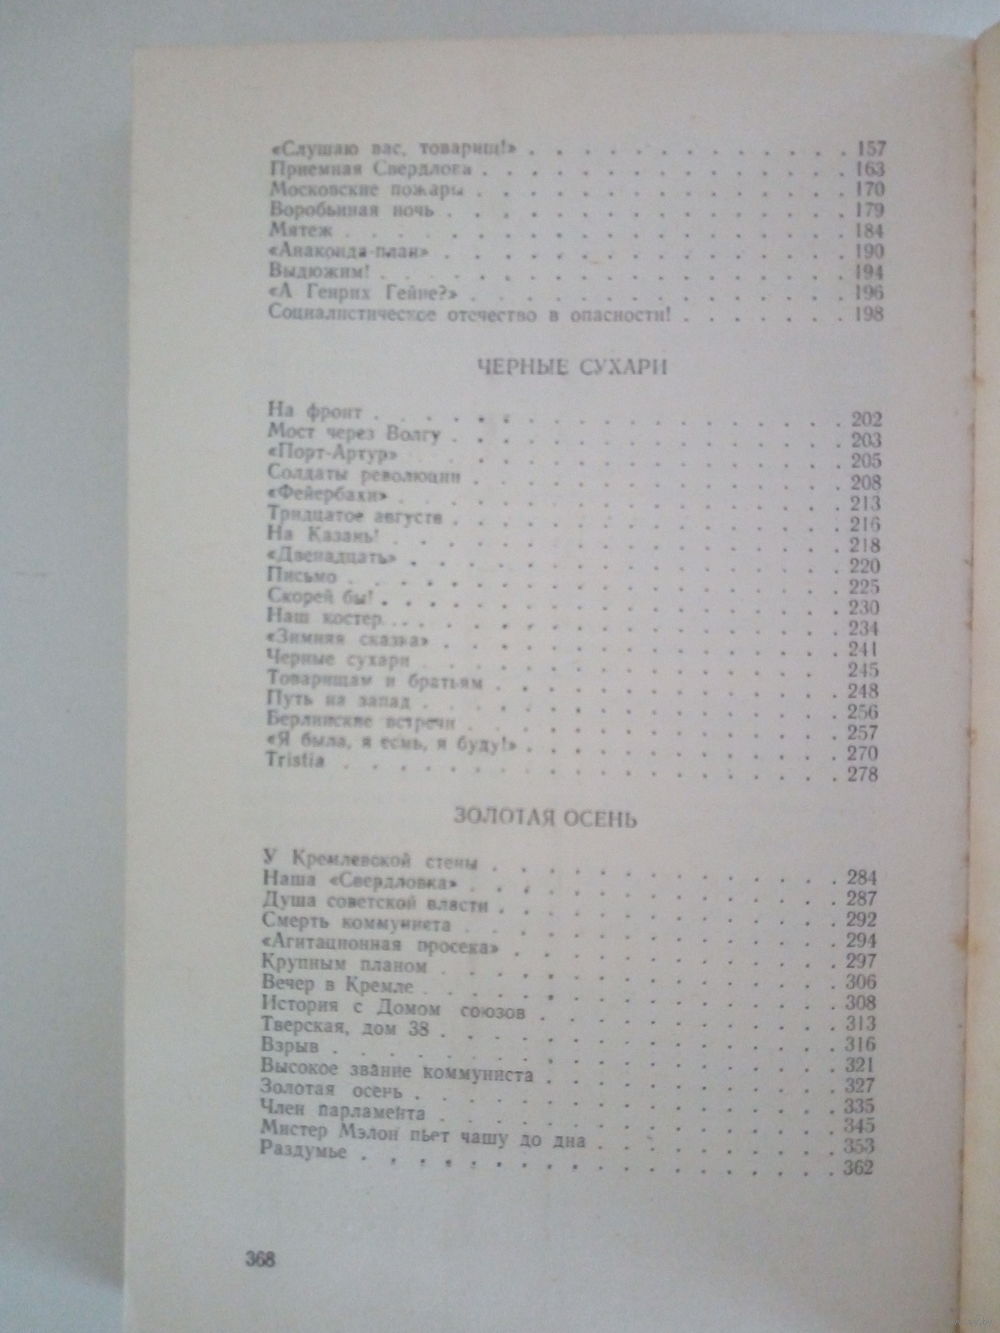 «Слушаю вас, товарищ!» . . . . . . . . . . . . . 157
Приемная Свердлова . . . . . . . . . . . . . . 163
Московские пожары . . . . . . . . . . . . . . 170
Воробьиная ночь . . . . . . . . . . . . . . . 179
Мятеж . . . . . . . . . . . . . . . . . . . 184
«Анаконда-план» . . . . . . . . . . . . . . . 190
Выдюжим! . . . . . . . . . . . . . . . . . 194
«А Генрих Гейне?» . . . . . . . . . . . . . . 196
Социалистическое отечество в опасности! . . . . . . . 198
ЧЕРНЫЕ СУХАРИ
На фронт . . . . . . . . . . . . . . . . . 202
Мост через Волгу . . . . . . . . . . . . . . . 203
«Порт-Артур» . . . . . . . . . . . . . . . . 205
Солдаты революции . . . . . . . . . . . . . . 208
«Фейербахи» . . . . . . . . . . . . . . . . 213
Тридцатое августа . . . . . . . . . . . . . . . 216
На Казань! . . . . . . . . . . . . . . . . . 218
«Двенадцать» . . . . . . . . . . . . . . . . 220
Письмо . . . . . . . . . . . . . . . . . . 225
Скорей бы! . . . . . . . . . . . . . . . . . 230
Наш костер . . . . . . . . . . . . . . . . . 234
«Зимняя сказка» . . . . . . . . . . . . . . . 241
Черные сухари . . . . . . . . . . . . . . . . 245
Товарищам и братьям . . . . . . . . . . . . . 248
Путь на запад . . . . . . . . . . . . . . . . 256
Берлинские встречи . . . . . . . . . . . . . . 257
«Я была, я есмь, я буду!» . . . . . . . . . . . . 270
Tristia . . . . . . . . . . . . . . . . . . 278
ЗОЛОТАЯ ОСЕНЬ
У Кремлевской стены . . . . . . . . . . . . . 284
Наша «Свердловка» . . . . . . . . . . . . . . 287
Душа советской власти . . . . . . . . . . . . . 292
Смерть коммуниста . . . . . . . . . . . . . . 294
«Агитационная просека» . . . . . . . . . . . . 297
Крупным планом . . . . . . . . . . . . . . . 306
Вечер в Кремле . . . . . . . . . . . . . . . 308
История с Домом союзов . . . . . . . . . . . . 313
Тверская, дом 38 . . . . . . . . . . . . . . . 316
Взрыв . . . . . . . . . . . . . . . . . . . 321
Высокое звание коммуниста . . . . . . . . . . . 327
Золотая осень . . . . . . . . . . . . . . . . 335
Член парламента . . . . . . . . . . . . . . . 345
Мистер Мэлон пьет чашу до дна . . . . . . . . . 353
Раздумье . . . . . . . . . . . . . . . . . . 362
368